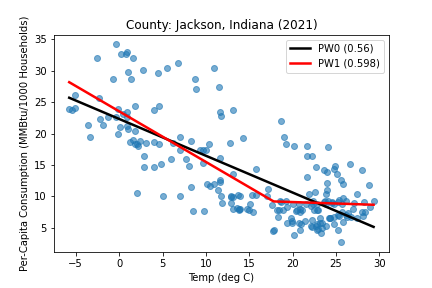 County: Jackson, Indiana (2021)
PW0 (0.56)
PW1 (0.598)
Per-Capita Consumption (MMBtu/1000 Households)
35
30
25
20
15
10
5
−5 0 5 10 15 20 25 30
Temp (deg C)